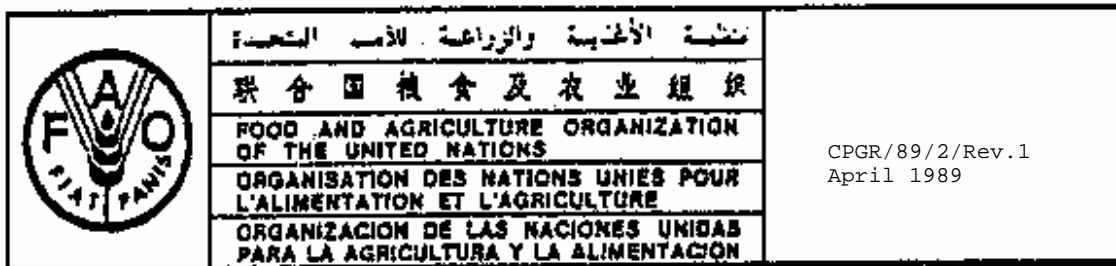 منظمة الأغذية والزراعة للأمم المتحدة
联合国粮食及农业组织
FOOD AND AGRICULTURE ORGANIZATION
OF THE UNITED NATIONS
ORGANISATION DES NATIONS UNIES POUR
L'ALIMENTATION ET L'AGRICULTURE
ORGANIZACION DE LAS NACIONES UNIDAS
PARA LA AGRICULTURA Y LA ALIMENTACION
F A O
FIAT PANIS
CPGR/89/2/Rev.1
April 1989